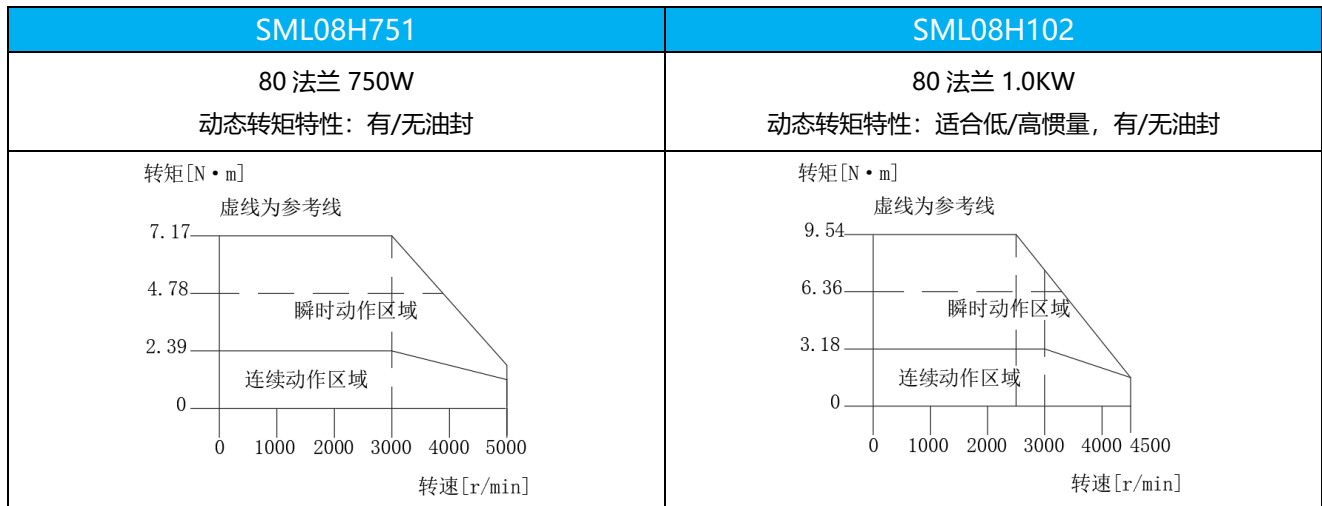 SML08H751
SML08H102
80 法兰 750W
动态转矩特性：有/无油封
80 法兰 1.0KW
动态转矩特性：适合低/高惯量，有/无油封
转矩[N·m]
虚线为参考线
7.17
4.78
瞬时动作区域
2.39
连续动作区域
0
0 1000 2000 3000 4000 5000
转速[r/min]
转矩[N·m]
虚线为参考线
9.54
6.36
瞬时动作区域
3.18
连续动作区域
0
0 1000 2000 3000 4000 4500
转速[r/min]